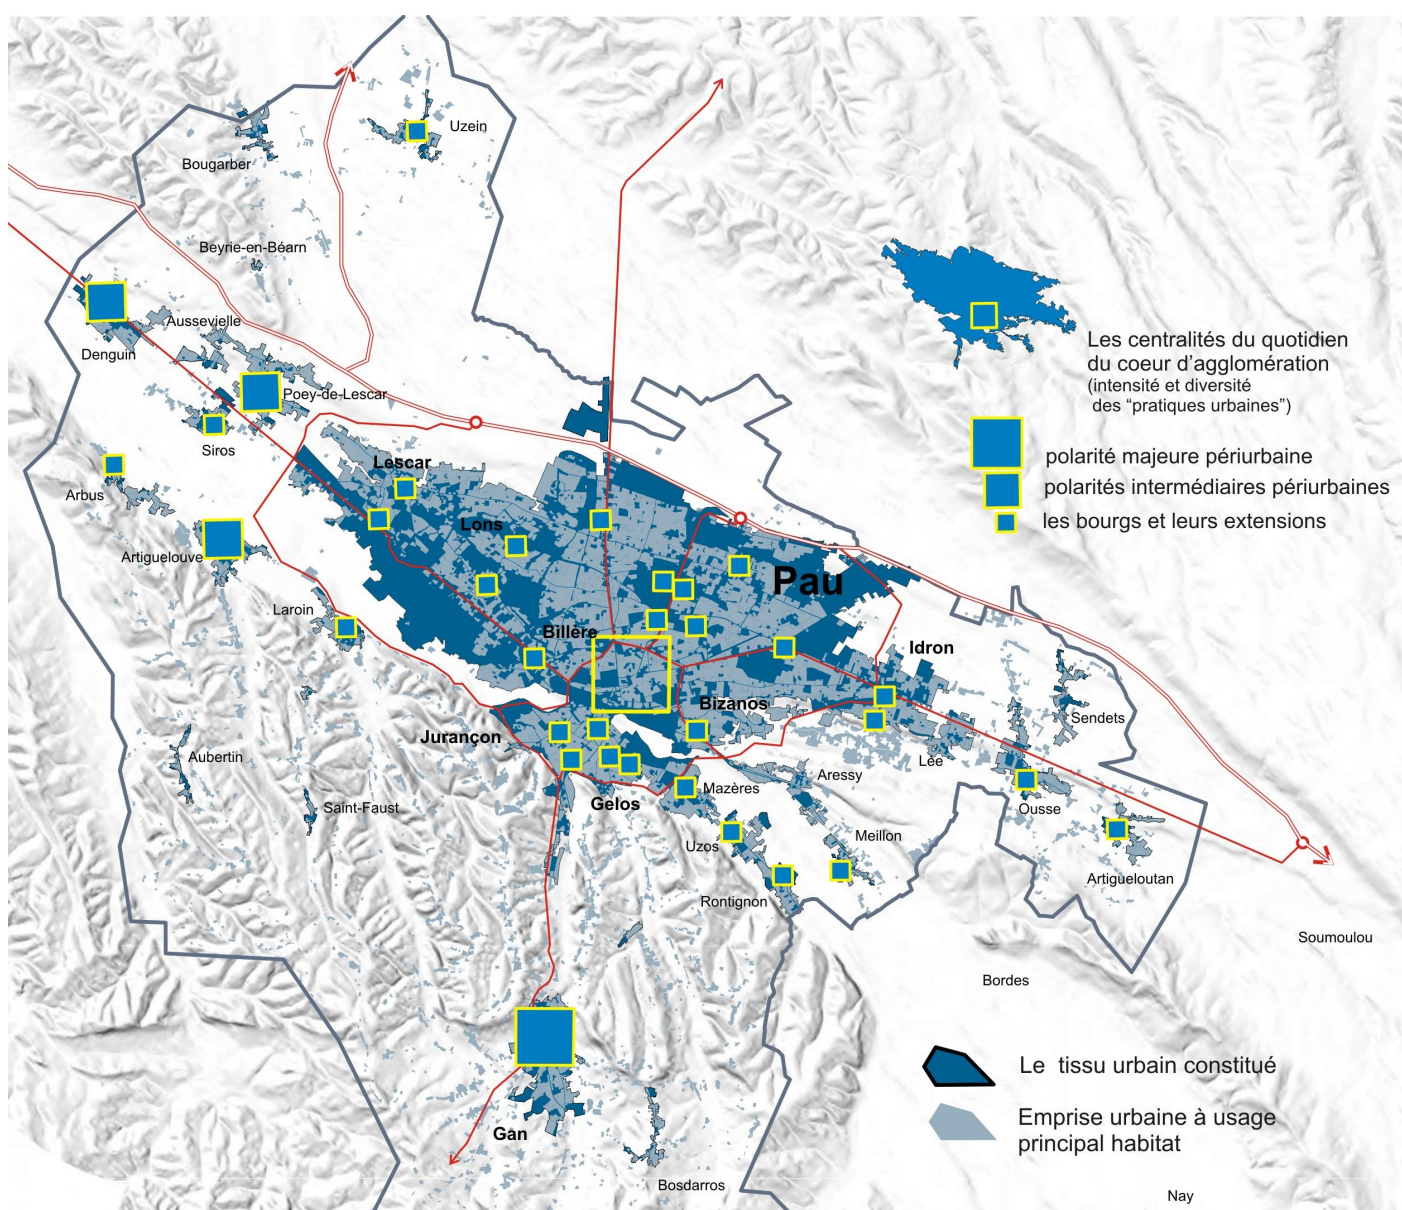 Uzein
Bougarber
Beyrie-en-Béarn
Aussevielle
Denguin
Poey-de-Lescar
Siros
Arbus
Artiguelouve
Laroin
Lescar
Lons
Pau
Billère
Idron
Bizanos
Jurançon
Sendets
Lée
Aressy
Aubertin
Mazères
Gelos
Saint-Faust
Ousse
Meillon
Uzos
Artigueloutan
Rontignon
Soumoulou
Bordes
Gan
Bosdarros
Nay
Les centralités du quotidien
du coeur d'agglomération
(intensité et diversité
des "pratiques urbaines")
polarité majeure périurbaine
polarités intermédiaires périurbaines
les bourgs et leurs extensions
Le tissu urbain constitué
Emprise urbaine à usage
principal habitat